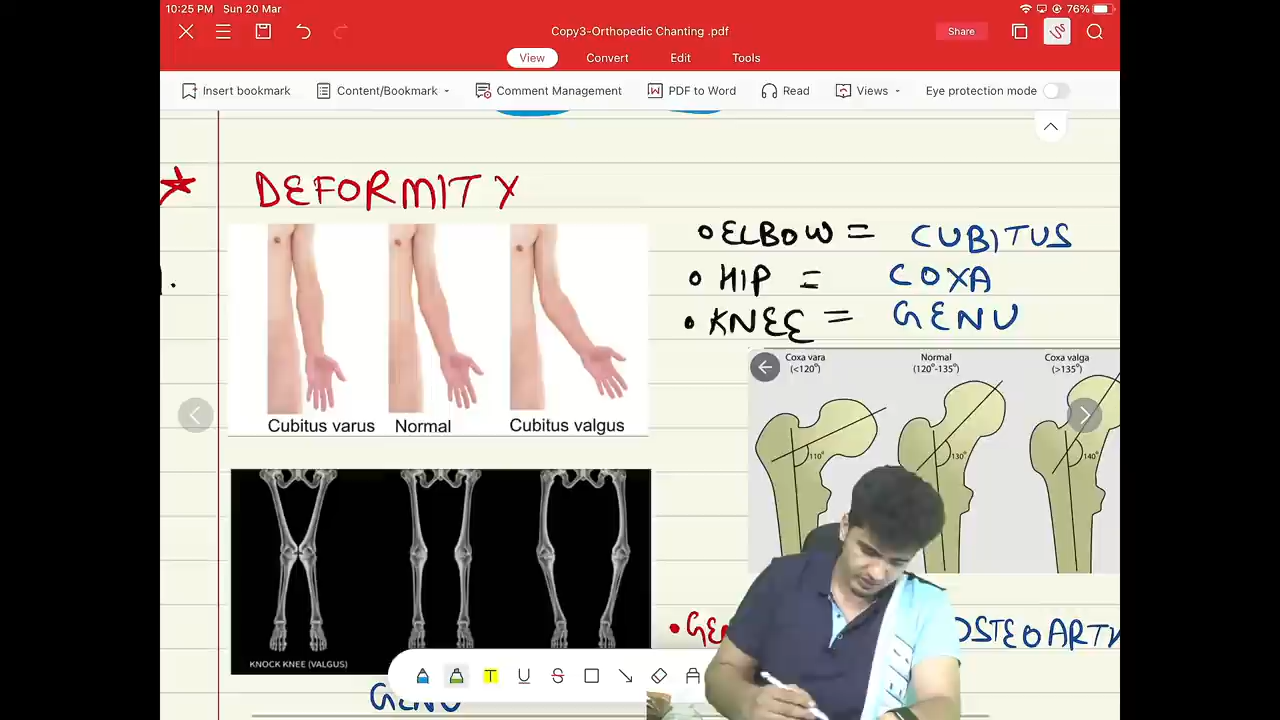 10:25 PM Sun 20 Mar
76%
Copy3-Orthopedic Chanting .pdf
Share
View Convert Edit Tools
Insert bookmark Content/Bookmark Comment Management PDF to Word Read Views Eye protection mode
DEFORMITY
• ELBOW = CUBITUS
• HIP = COXA
• KNEE = GENU
Coxa vara Normal Coxa valga
(<120°) (120°-135°) (>135°)
110° 130° 140°
Cubitus varus Normal Cubitus valgus
KNOCK KNEE (VALGUS)
T U S
GENU